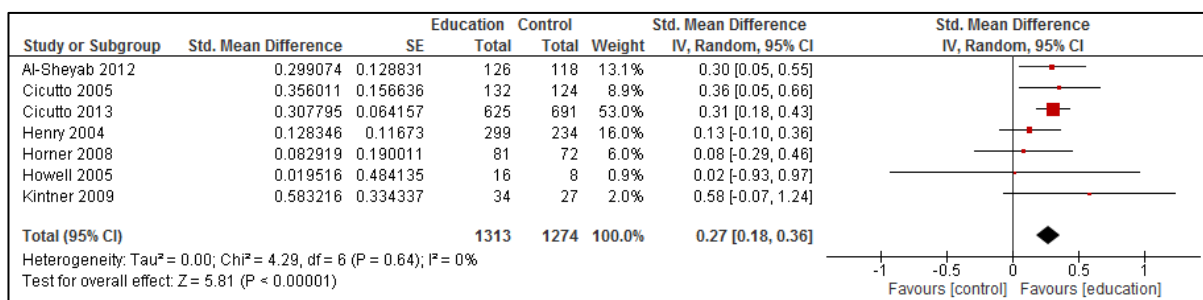 Education Control Std. Mean Difference Std. Mean Difference
Study or Subgroup Std. Mean Difference SE Total Total Weight IV, Random, 95% CI IV, Random, 95% CI
Al-Sheyab 2012 0.299074 0.128831 126 118 13.1% 0.30 [0.05, 0.55]
Cicutto 2005 0.356011 0.156636 132 124 8.9% 0.36 [0.05, 0.66]
Cicutto 2013 0.307795 0.064157 625 691 53.0% 0.31 [0.18, 0.43]
Henry 2004 0.128346 0.11673 299 234 16.0% 0.13 [-0.10, 0.36]
Horner 2008 0.082919 0.190011 81 72 6.0% 0.08 [-0.29, 0.46]
Howell 2005 0.019516 0.484135 16 8 0.9% 0.02 [-0.93, 0.97]
Kintner 2009 0.583216 0.334337 34 27 2.0% 0.58 [-0.07, 1.24]
Total (95% CI) 1313 1274 100.0% 0.27 [0.18, 0.36]
Heterogeneity: Tau² = 0.00; Chi² = 4.29, df = 6 (P = 0.64); I² = 0%
Test for overall effect: Z = 5.81 (P < 0.00001)
-1 -0.5 0 0.5 1
Favours [control] Favours [education]